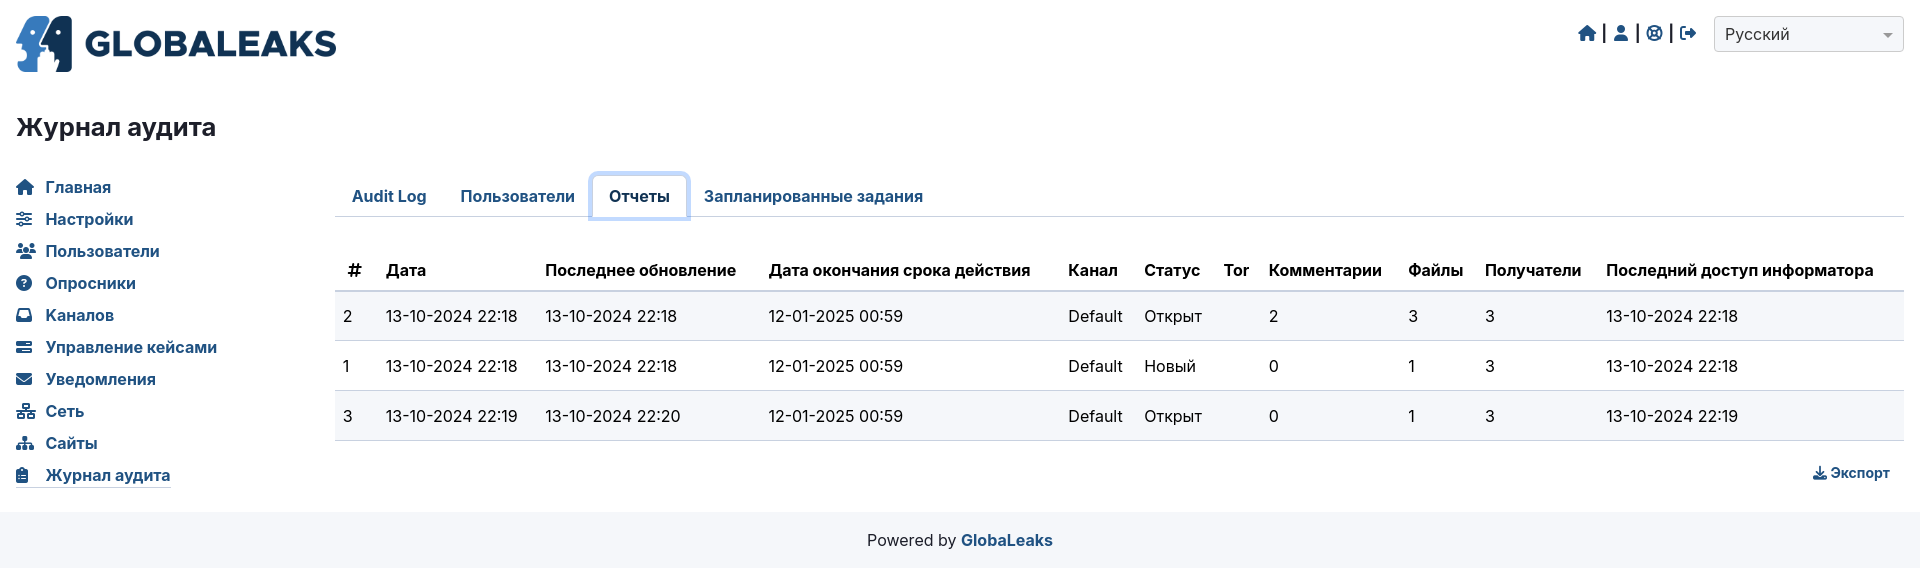 GLOBALEAKS
| | |
Русский
Журнал аудита
Главная
Настройки
Пользователи
Опросники
Каналов
Управление кейсами
Уведомления
Сеть
Сайты
Журнал аудита
Audit Log Пользователи Отчеты Запланированные задания
# Дата Последнее обновление Дата окончания срока действия Канал Статус Tor Комментарии Файлы Получатели Последний доступ информатора
2 13-10-2024 22:18 13-10-2024 22:18 12-01-2025 00:59 Default Открыт 2 3 3 13-10-2024 22:18
1 13-10-2024 22:18 13-10-2024 22:18 12-01-2025 00:59 Default Новый 0 1 3 13-10-2024 22:18
3 13-10-2024 22:19 13-10-2024 22:20 12-01-2025 00:59 Default Открыт 0 1 3 13-10-2024 22:19
Экспорт
Powered by GlobaLeaks